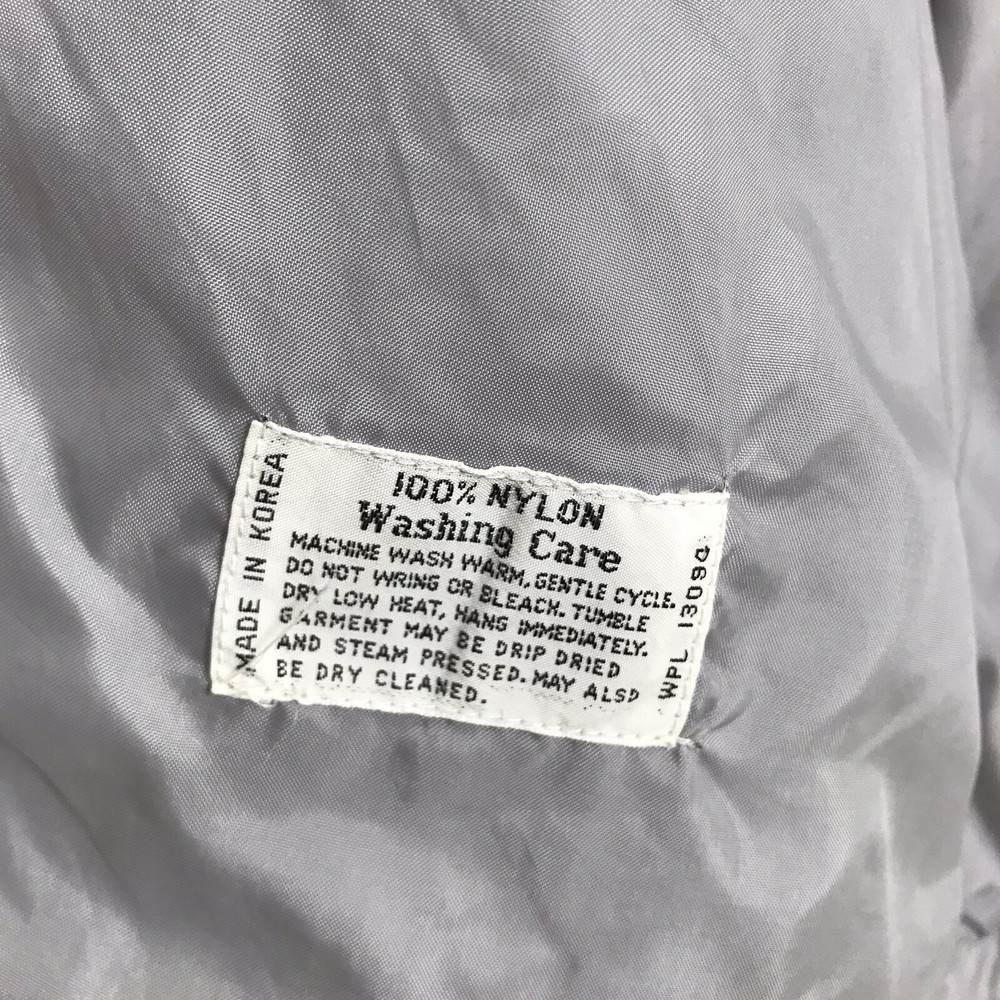 MADE IN KOREA
100% NYLON
Washing Care
MACHINE WASH WARM, GENTLE CYCLE.
DO NOT WRING OR BLEACH. TUMBLE
DRY LOW HEAT, HANG IMMEDIATELY.
GARMENT MAY BE DRIP DRIED
AND STEAM PRESSED. MAY ALSO
BE DRY CLEANED.
WPL 13094